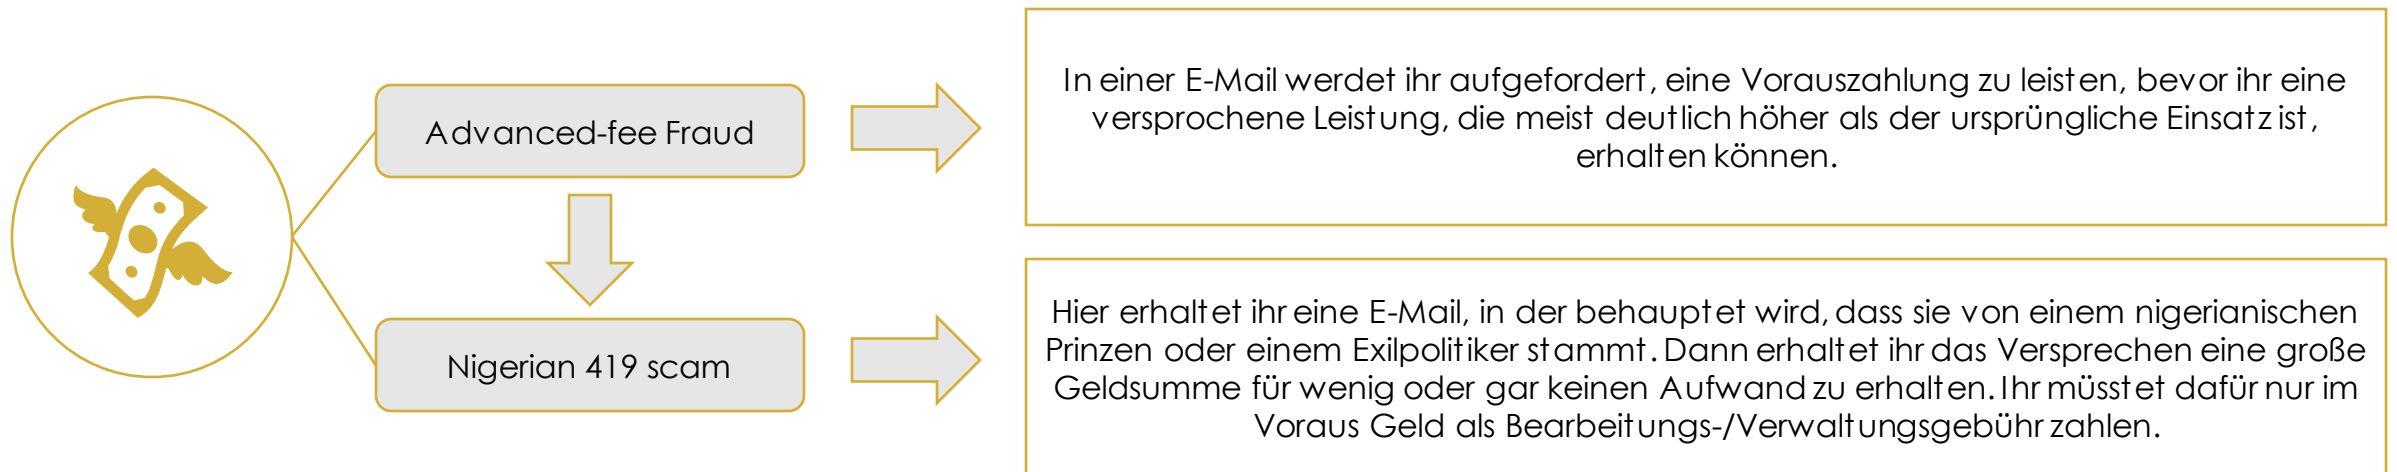 Advanced-fee Fraud
In einer E-Mail werdet ihr aufgefordert, eine Vorauszahlung zu leisten, bevor ihr eine
versprochene Leistung, die meist deutlich höher als der ursprüngliche Einsatz ist,
erhalten können.
Nigerian 419 scam
Hier erhaltet ihr eine E-Mail, in der behauptet wird, dass sie von einem nigerianischen
Prinzen oder einem Exilpolitiker stammt. Dann erhaltet ihr das Versprechen eine große
Geldsumme für wenig oder gar keinen Aufwand zu erhalten. Ihr müsstet dafür nur im
Voraus Geld als Bearbeitungs-/Verwaltungsgebühr zahlen.